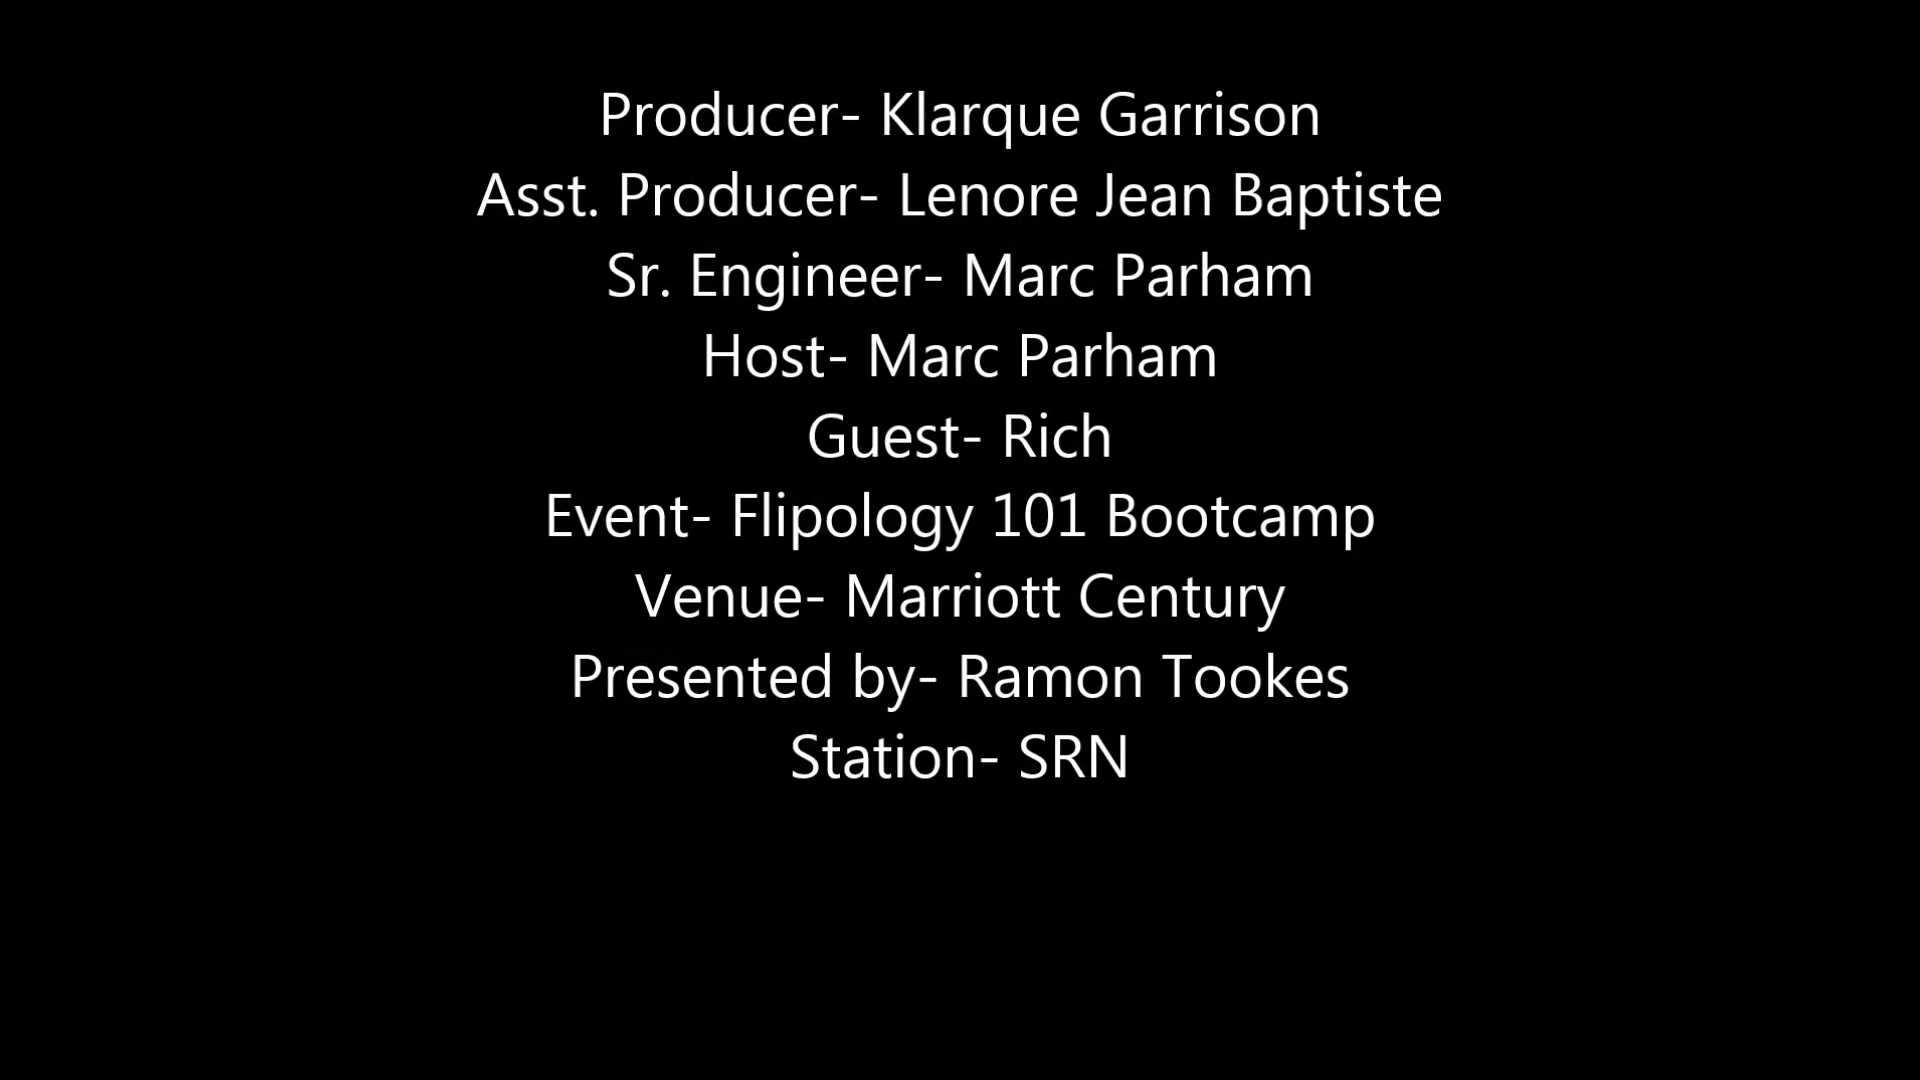 Producer- Klarque Garrison
Asst. Producer- Lenore Jean Baptiste
Sr. Engineer- Marc Parham
Host- Marc Parham
Guest- Rich
Event- Flipology 101 Bootcamp
Venue- Marriott Century
Presented by- Ramon Tookes
Station- SRN